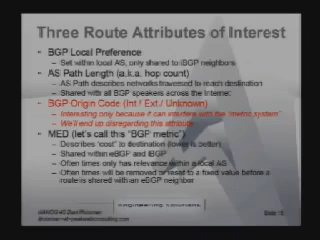 Three Route Attributes of Interest
• BGP Local Preference
– Set within local AS, only shared to iBGP neighbors
• AS Path Length (a.k.a. hop count)
– AS Path describes networks traversed to reach destination
– Shared with all BGP speakers across the Internet
• BGP Origin Code (Int / Ext / Unknown)
– Interesting only because it can interfere with the "metric system"
– We'll end up disregarding this attribute
• MED (let's call this "BGP metric")
– Describes "cost" to destination (lower is better)
– Shared within eBGP and iBGP
– Often times only has relevance within a local AS
– Often times will be removed or reset to a fixed value before a
route is shared with an eBGP neighbor
Engineering Solutions